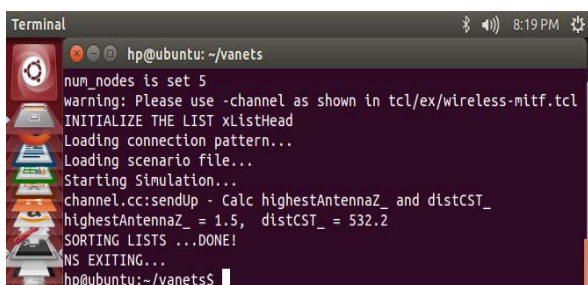 Terminal
8:19 PM
hp@ubuntu: ~/vanets
num_nodes is set 5
warning: Please use -channel as shown in tcl/ex/wireless-mitf.tcl
INITIALIZE THE LIST xListHead
Loading connection pattern...
Loading scenario file...
Starting Simulation...
channel.cc:sendUp - Calc highestAntennaZ_ and distCST_
highestAntennaZ_ = 1.5,  distCST_ = 532.2
SORTING LISTS ...DONE!
NS EXITING...
hp@ubuntu:~/vanets$